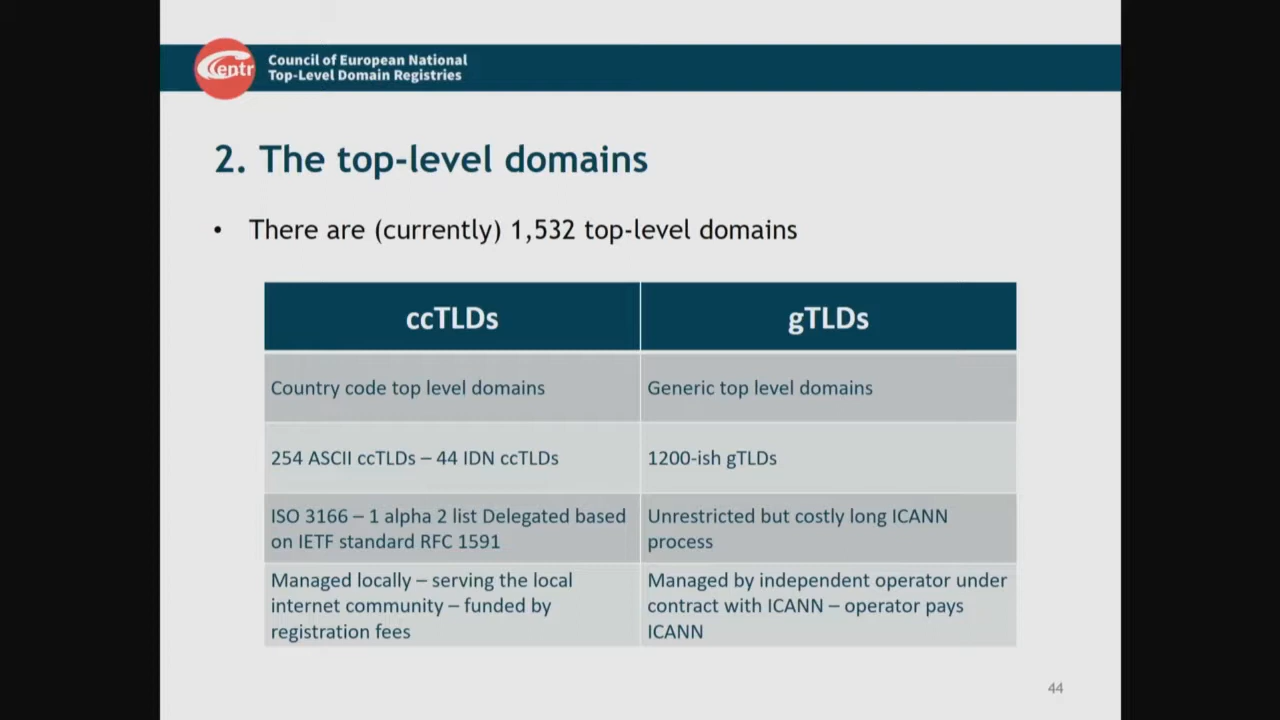 Centr
Council of European National
Top-Level Domain Registries
2. The top-level domains
• There are (currently) 1,532 top-level domains
ccTLDs
gTLDs
Country code top level domains
Generic top level domains
254 ASCII ccTLDs – 44 IDN ccTLDs
1200-ish gTLDs
ISO 3166 – 1 alpha 2 list Delegated based
on IETF standard RFC 1591
Unrestricted but costly long ICANN
process
Managed locally – serving the local
internet community – funded by
registration fees
Managed by independent operator under
contract with ICANN – operator pays
ICANN
44